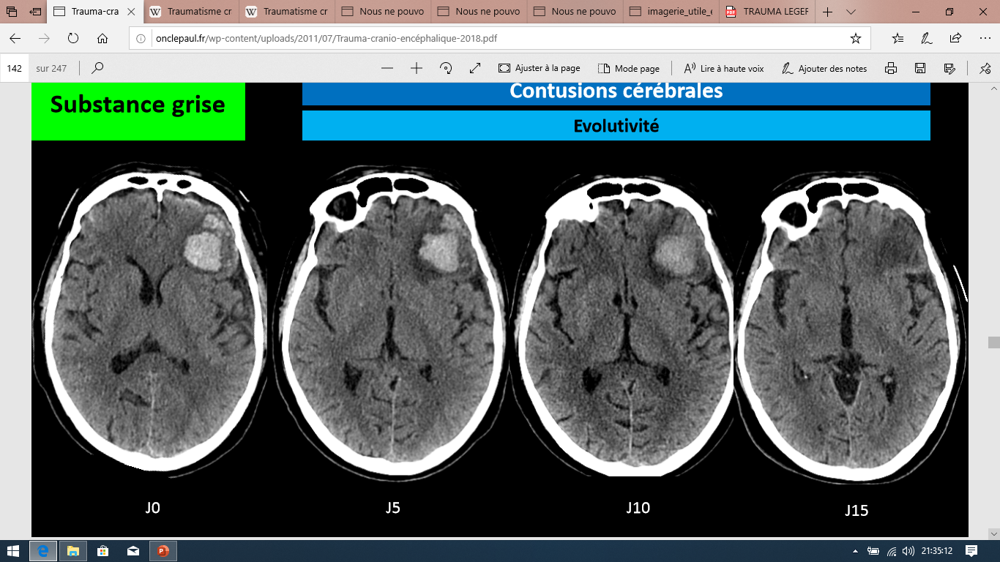 Trauma-cra
Traumatisme cr
Traumatisme cr
Nous ne pouvo
Nous ne pouvo
Nous ne pouvo
imagerie_utile_e
TRAUMA LEGER
onclepaul.fr/wp-content/uploads/2011/07/Trauma-cranio-encéphalique-2018.pdf
142 sur 247
Ajuster à la page
Mode page
Lire à haute voix
Ajouter des notes
Substance grise
Contusions cérébrales
Evolutivité
J0
J5
J10
J15
21:35:12